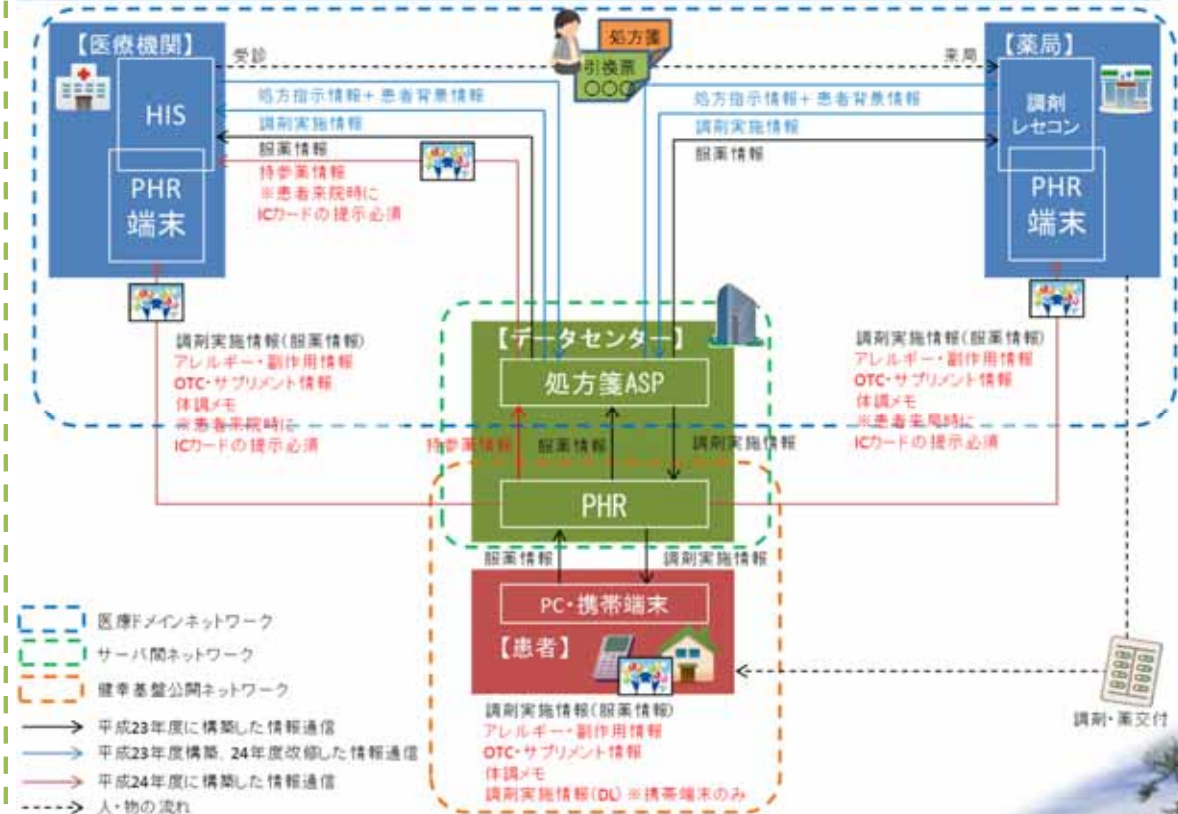 【医療機関】
HIS
PHR
端末
受診
処方箋
引換票
〇〇〇
来局
【薬局】
調剤
レセコン
PHR
端末
処方指示情報+ 患者背景情報
調剤実施情報
服薬情報
持参薬情報
※患者来院時に
ICカードの提示必須
処方指示情報+ 患者背景情報
調剤実施情報
服薬情報
調剤実施情報(服薬情報)
アレルギー・副作用情報
OTC・サプリメント情報
体調メモ
※患者来院時に
ICカードの提示必須
【データセンター】
処方箋ASP
持参薬情報
服薬情報
調剤実施情報
PHR
調剤実施情報(服薬情報)
アレルギー・副作用情報
OTC・サプリメント情報
体調メモ
※患者来局時に
ICカードの提示必須
服薬情報
調剤実施情報
PC・携帯端末
【患者】
調剤実施情報(服薬情報)
アレルギー・副作用情報
OTC・サプリメント情報
体調メモ
調剤実施情報(DL) ※携帯端末のみ
調剤・薬交付
医療ドメインネットワーク
サーバ間ネットワーク
健幸基盤公開ネットワーク
平成23年度に構築した情報通信
平成23年度構築、24年度改修した情報通信
平成24年度に構築した情報通信
人・物の流れ